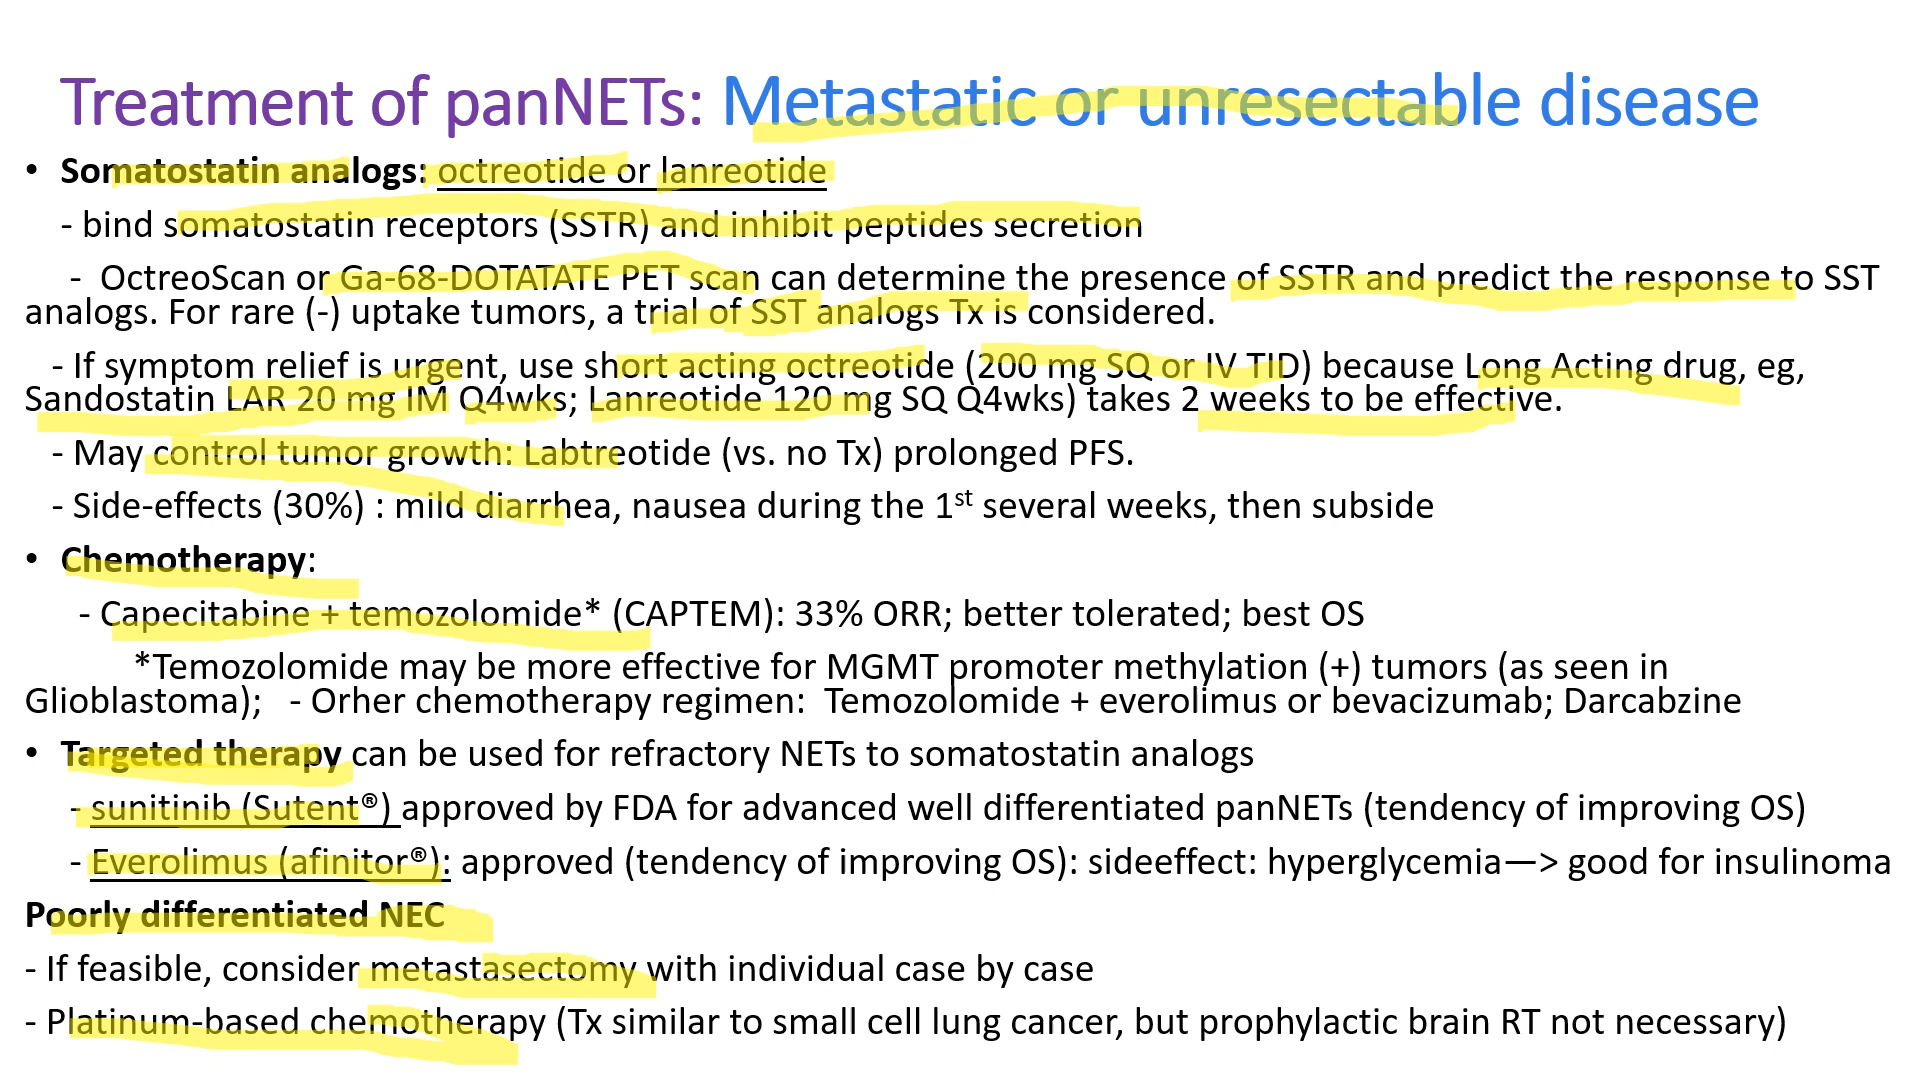 Treatment of panNETs: Metastatic or unresectable disease
• Somatostatin analogs: octreotide or lanreotide
- bind somatostatin receptors (SSTR) and inhibit peptides secretion
- OctreoScan or Ga-68-DOTATATE PET scan can determine the presence of SSTR and predict the response to SST
analogs. For rare (-) uptake tumors, a trial of SST analogs Tx is considered.
- If symptom relief is urgent, use short acting octreotide (200 mg SQ or IV TID) because Long Acting drug, eg,
Sandostatin LAR 20 mg IM Q4wks; Lanreotide 120 mg SQ Q4wks) takes 2 weeks to be effective.
- May control tumor growth: Labtreotide (vs. no Tx) prolonged PFS.
- Side-effects (30%) : mild diarrhea, nausea during the 1st several weeks, then subside
• Chemotherapy:
- Capecitabine + temozolomide* (CAPTEM): 33% ORR; better tolerated; best OS
*Temozolomide may be more effective for MGMT promoter methylation (+) tumors (as seen in
Glioblastoma); - Orher chemotherapy regimen: Temozolomide + everolimus or bevacizumab; Darcabzine
• Targeted therapy can be used for refractory NETs to somatostatin analogs
- sunitinib (Sutent®) approved by FDA for advanced well differentiated panNETs (tendency of improving OS)
- Everolimus (afinitor®): approved (tendency of improving OS): sideeffect: hyperglycemia—> good for insulinoma
Poorly differentiated NEC
- If feasible, consider metastasectomy with individual case by case
- Platinum-based chemotherapy (Tx similar to small cell lung cancer, but prophylactic brain RT not necessary)